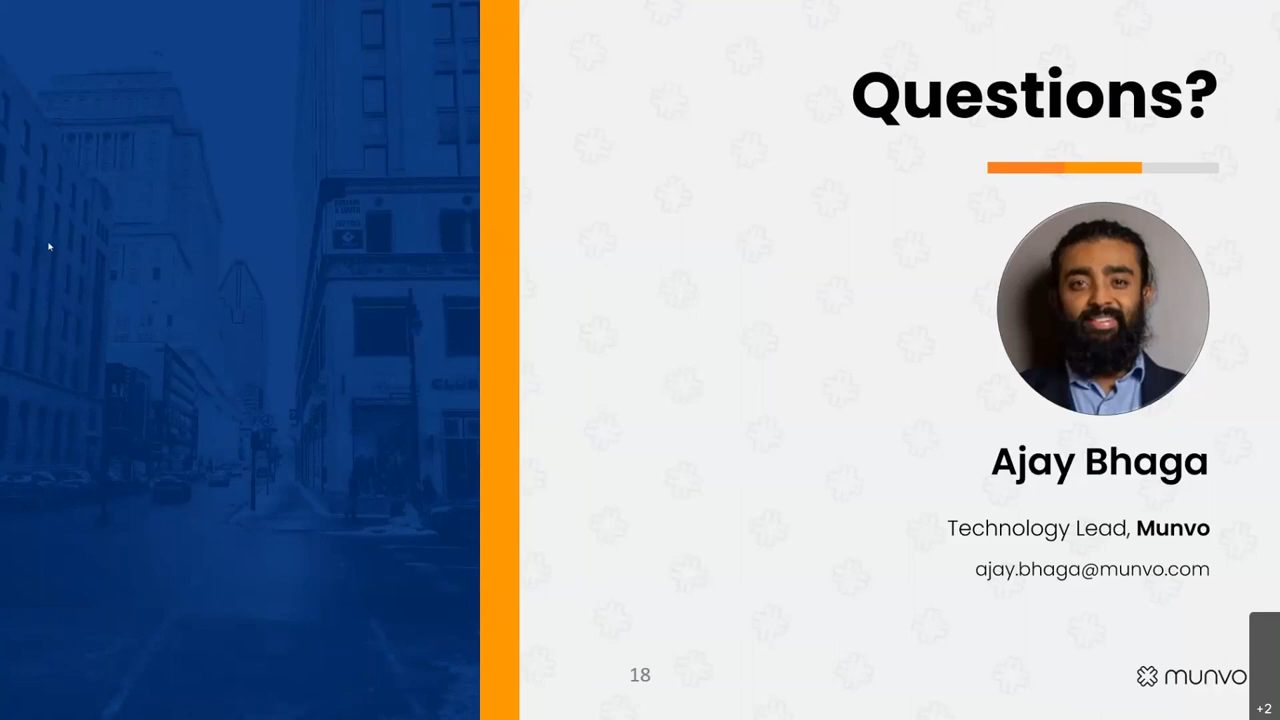 Questions?
Ajay Bhaga
Technology Lead, Munvo
ajay.bhaga@munvo.com
18
munvo
+2